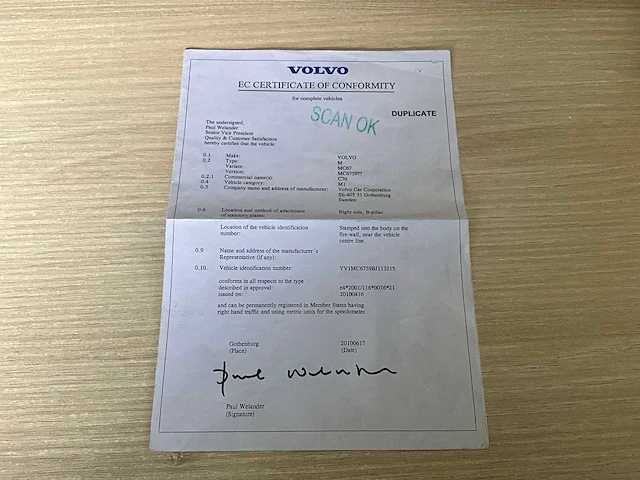 VOLVO
EC CERTIFICATE OF CONFORMITY
for complete vehicles
SCAN OK
DUPLICATE
The undersigned,
Paul Welander
Senior Vice President
Quality & Customer Satisfaction
hereby certifies that the vehicle:
0.1 Make: VOLVO
0.2 Type: M
Variant: MC67
Version:
0.2.1 Commercial name(s): C70
0.4 Vehicle category: M1
0.5 Company name and address of manufacturer: Volvo Car Corporation
SE-405 31 Gothenburg
Sweden
0.6 Location and method of attachment Right side, B-pillar.
of statutory plates:
Location of the vehicle identification Stamped into the body on the
number: fire-wall, near the vehicle
centre line.
0.9 Name and address of the manufacturer's
Representative (if any):
0.10. Vehicle identification number: YV1MC6759BJ113215
conforms in all respects to the type
described in approval: e4*2001/116*0076*21
issued on: 20100416
and can be permanently registered in Member States having
right hand traffic and using metric units for the speedometer
Gothenburg 20100617
(Place) (Date)
Paul Welander
Paul Welander
(Signature)